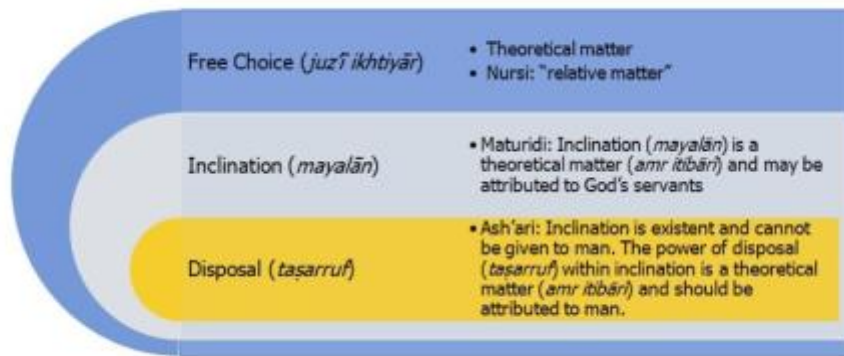 Free Choice (juz'ī ikhtiyār)
• Theoretical matter
• Nursi: “relative matter”
Inclination (mayalān)
• Maturidi: Inclination (mayalān) is a
theoretical matter (amr itibārī) and may be
attributed to God’s servants
Disposal (taṣarruf)
• Ash’ari: Inclination is existent and cannot
be given to man. The power of disposal
(taṣarruf) within inclination is a theoretical
matter (amr itibārī) and should be
attributed to man.